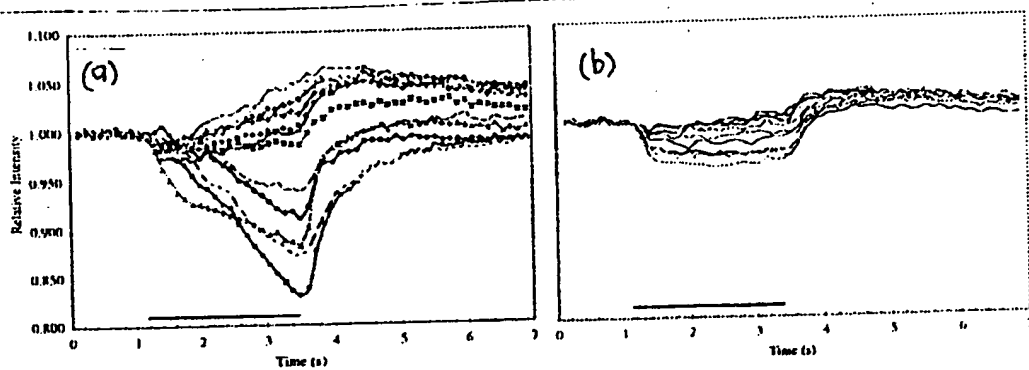 (a)
(b)
Relative Intensity
1.100
1.050
1.000
0.950
0.900
0.850
0.800
0 1 2 3 4 5 6 7
Time (s)
0 1 2 3 4 5 6
Time (s)